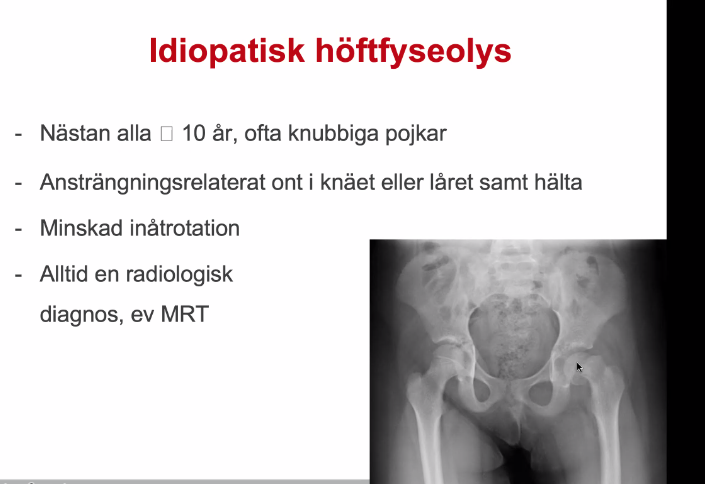 Idiopatisk höftfyseolys
- Nästan alla □ 10 år, ofta knubbiga pojkar
- Ansträngningsrelaterat ont i knäet eller låret samt hälta
- Minskad inåtrotation
- Alltid en radiologisk
diagnos, ev MRT